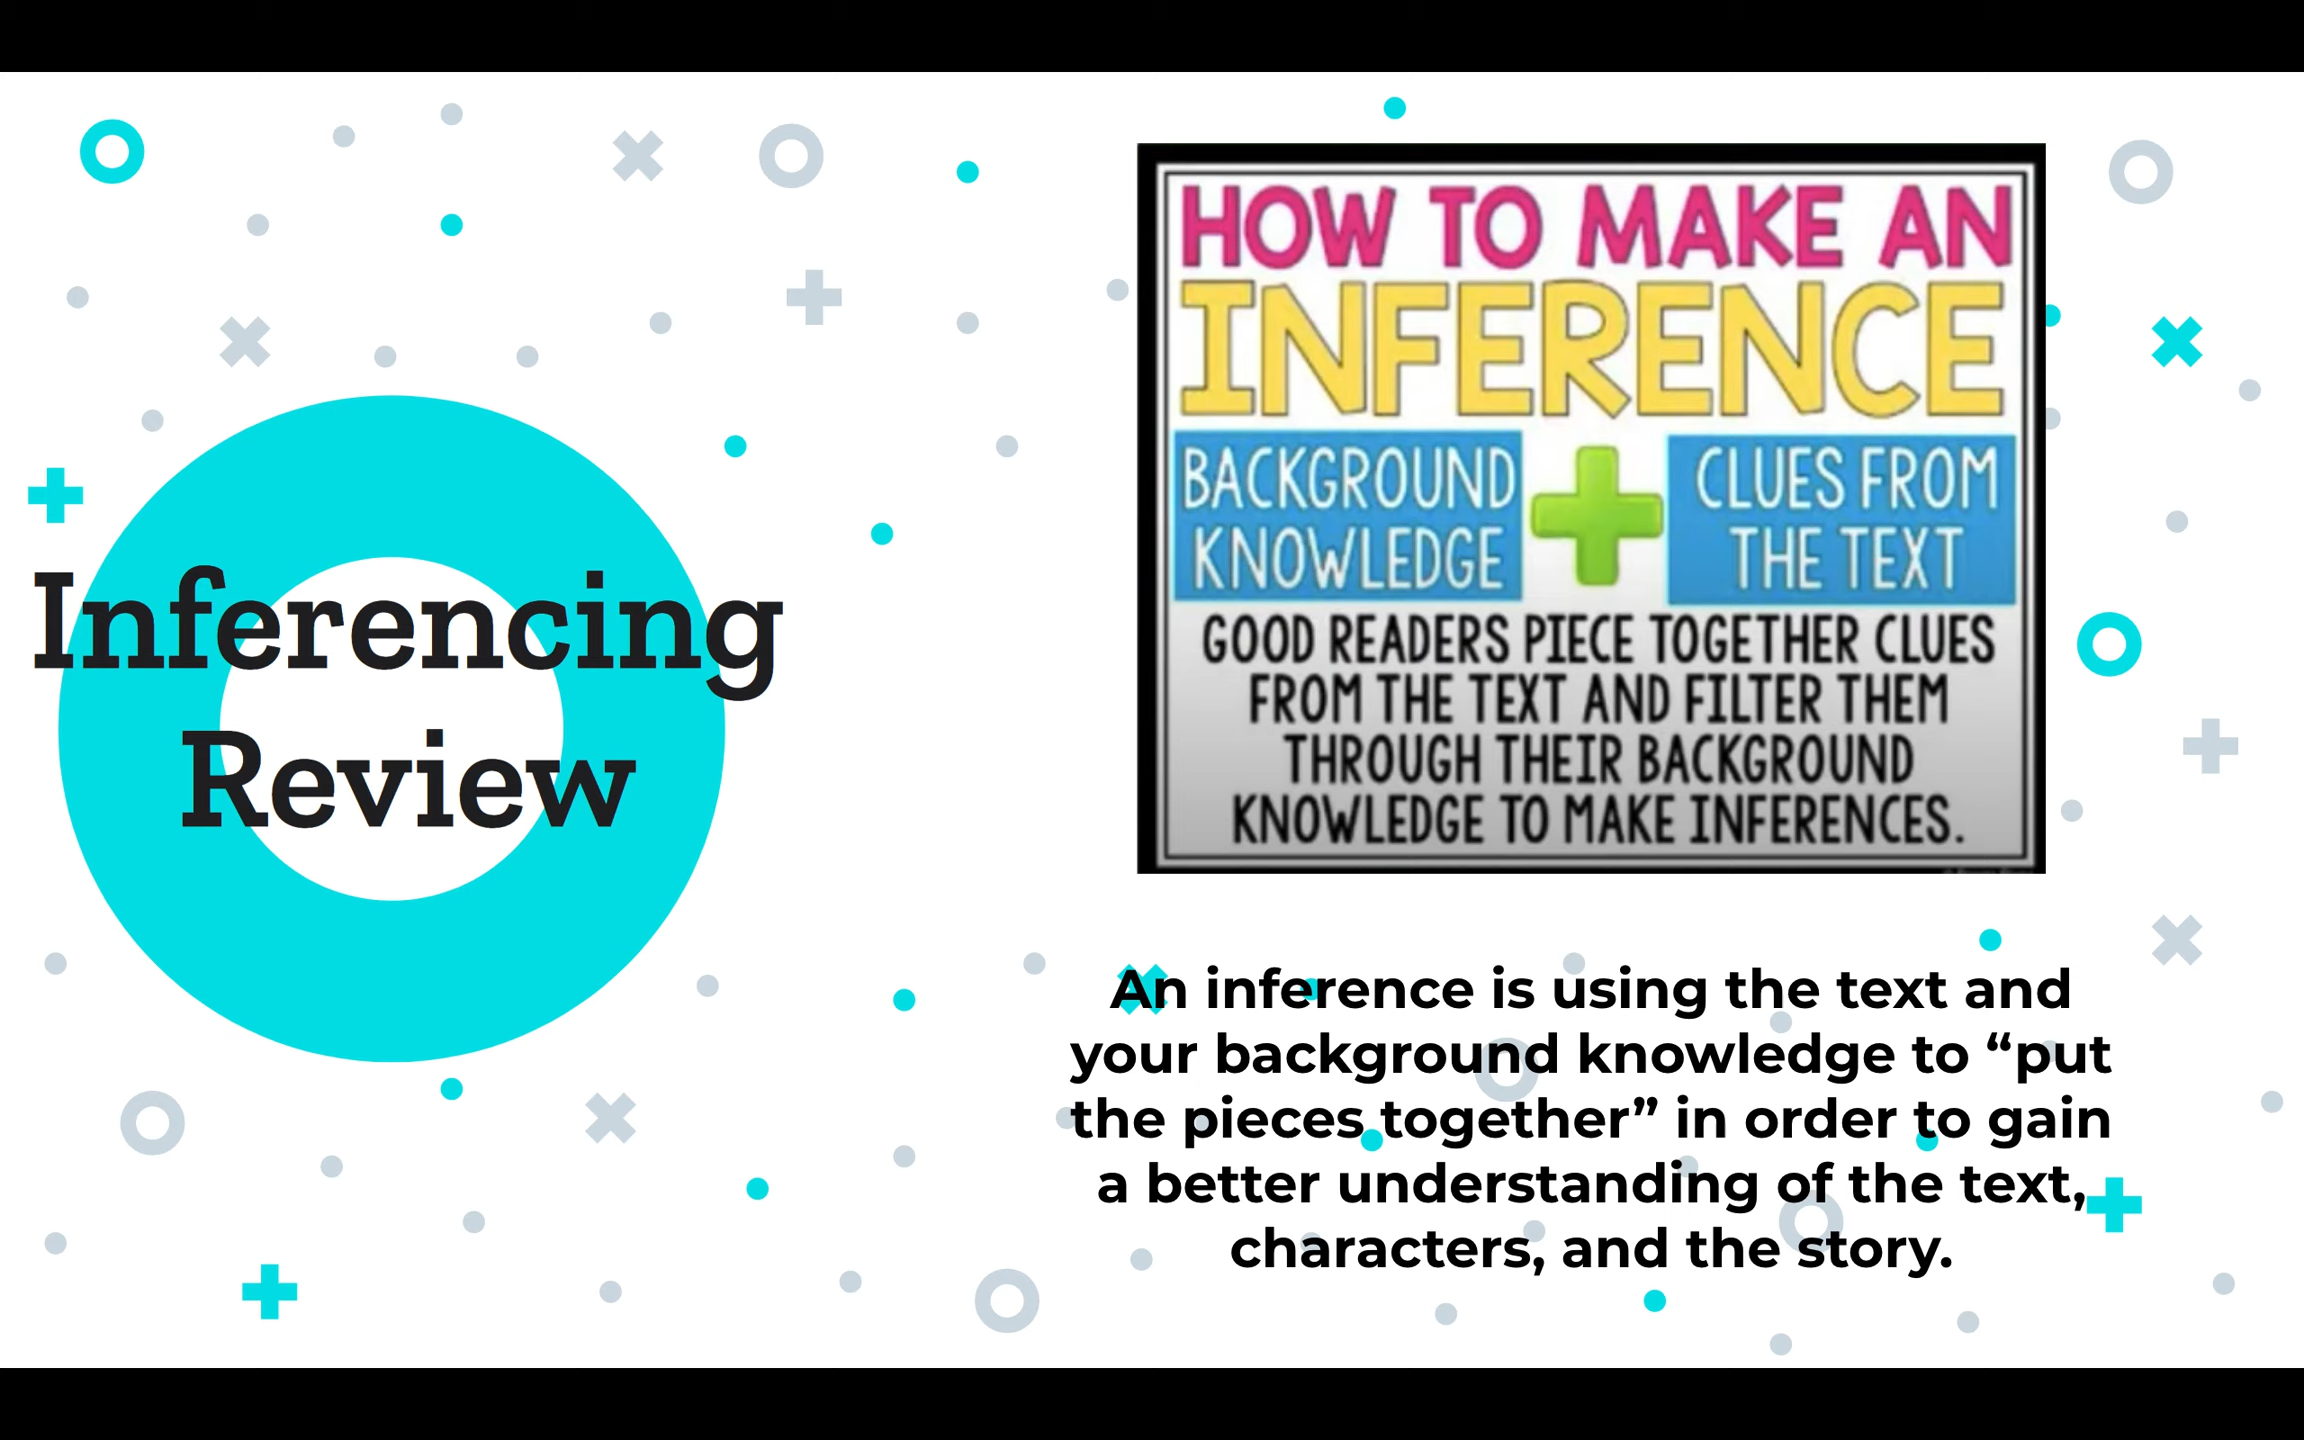 Inferencing
Review
HOW TO MAKE AN
INFERENCE
BACKGROUND
KNOWLEDGE
CLUES FROM
THE TEXT
GOOD READERS PIECE TOGETHER CLUES
FROM THE TEXT AND FILTER THEM
THROUGH THEIR BACKGROUND
KNOWLEDGE TO MAKE INFERENCES.
An inference is using the text and
your background knowledge to “put
the pieces together” in order to gain
a better understanding of the text,
characters, and the story.